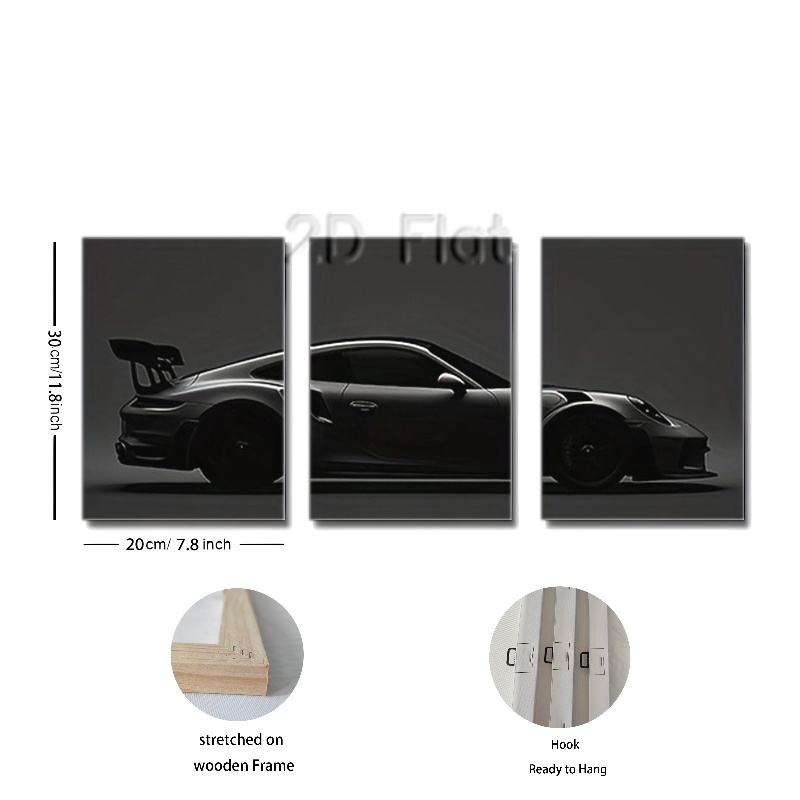 2D Flat
30cm/11.8inch
20cm/ 7.8 inch
stretched on
wooden Frame
Hook
Ready to Hang